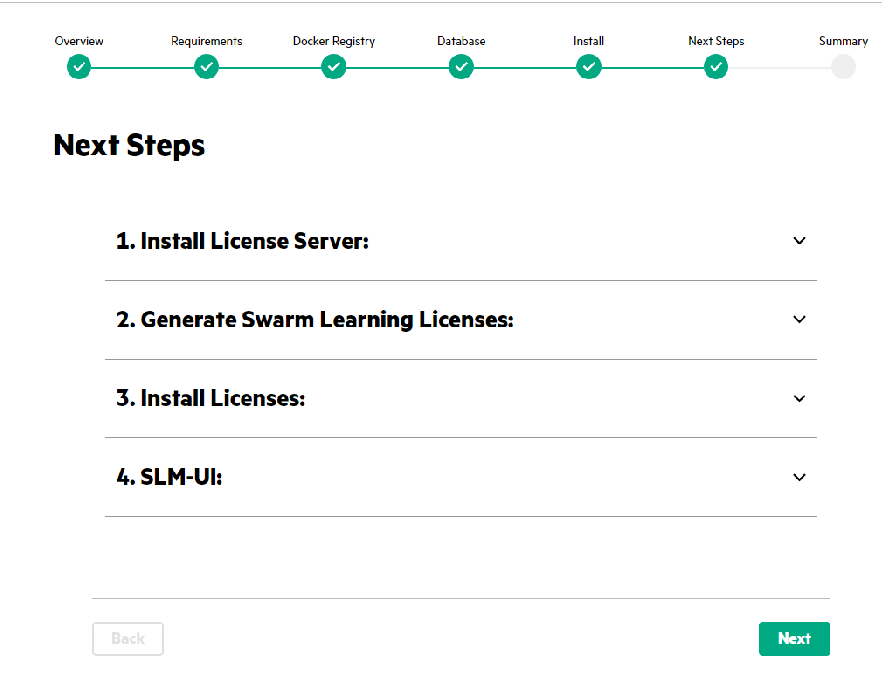 Overview Requirements Docker Registry Database Install Next Steps Summary
Next Steps
1. Install License Server:
2. Generate Swarm Learning Licenses:
3. Install Licenses:
4. SLM-UI:
Back Next